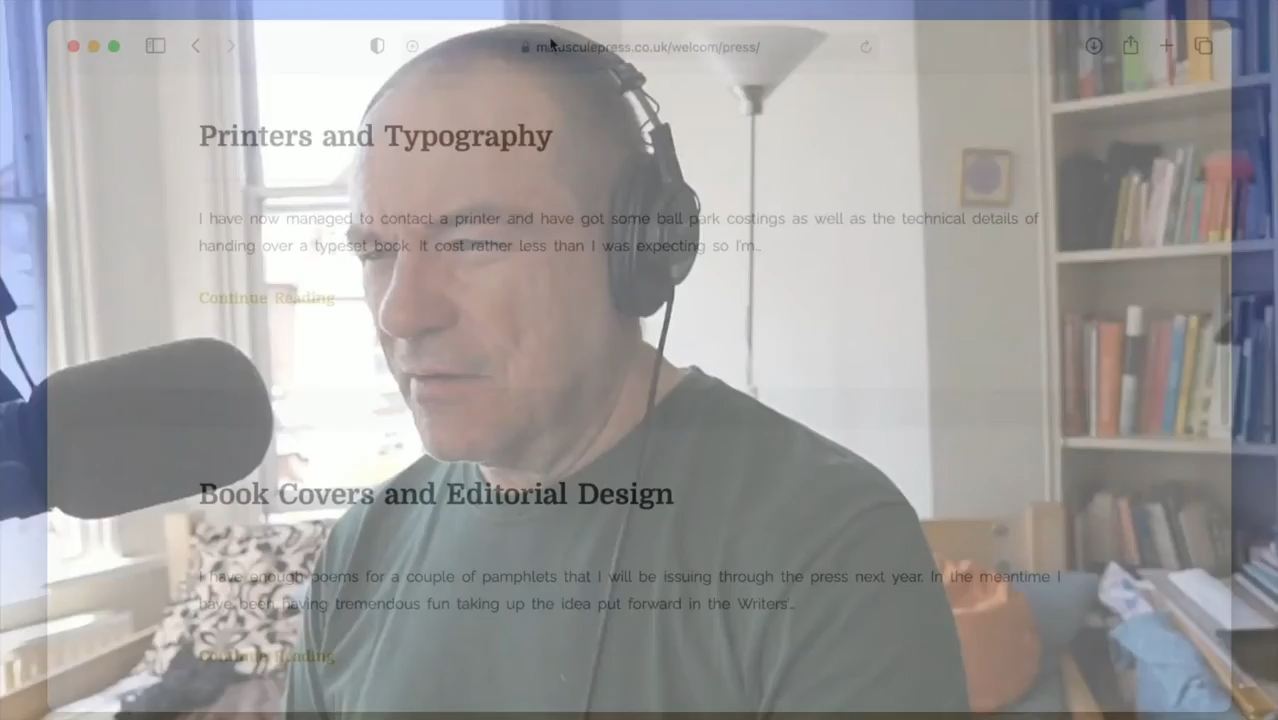 minusculepress.co.uk/welcom/press/
Printers and Typography
I have now managed to contact a printer and have got some ball park costings as well as the technical details of
handing over a typeset book. It cost rather less than I was expecting so I'm...
Continue Reading
Book Covers and Editorial Design
I have enough poems for a couple of pamphlets that I will be issuing through the press next year. In the meantime I
have been having tremendous fun taking up the idea put forward in the Writers'...
Continue Reading